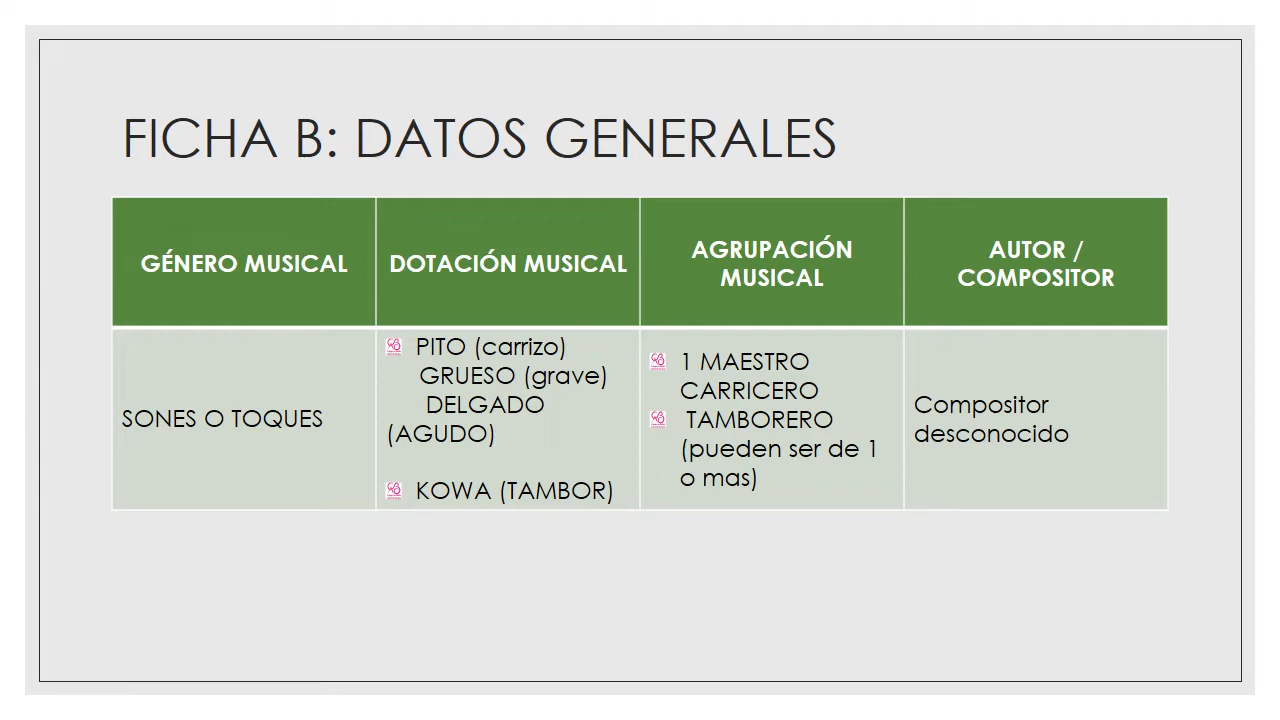 FICHA B: DATOS GENERALES
GÉNERO MUSICAL
DOTACIÓN MUSICAL
AGRUPACIÓN
MUSICAL
AUTOR /
COMPOSITOR
SONES O TOQUES
PITO (carrizo)
GRUESO (grave)
DELGADO
(AGUDO)
KOWA (TAMBOR)
1 MAESTRO
CARRICERO
TAMBORERO
(pueden ser de 1
o mas)
Compositor
desconocido